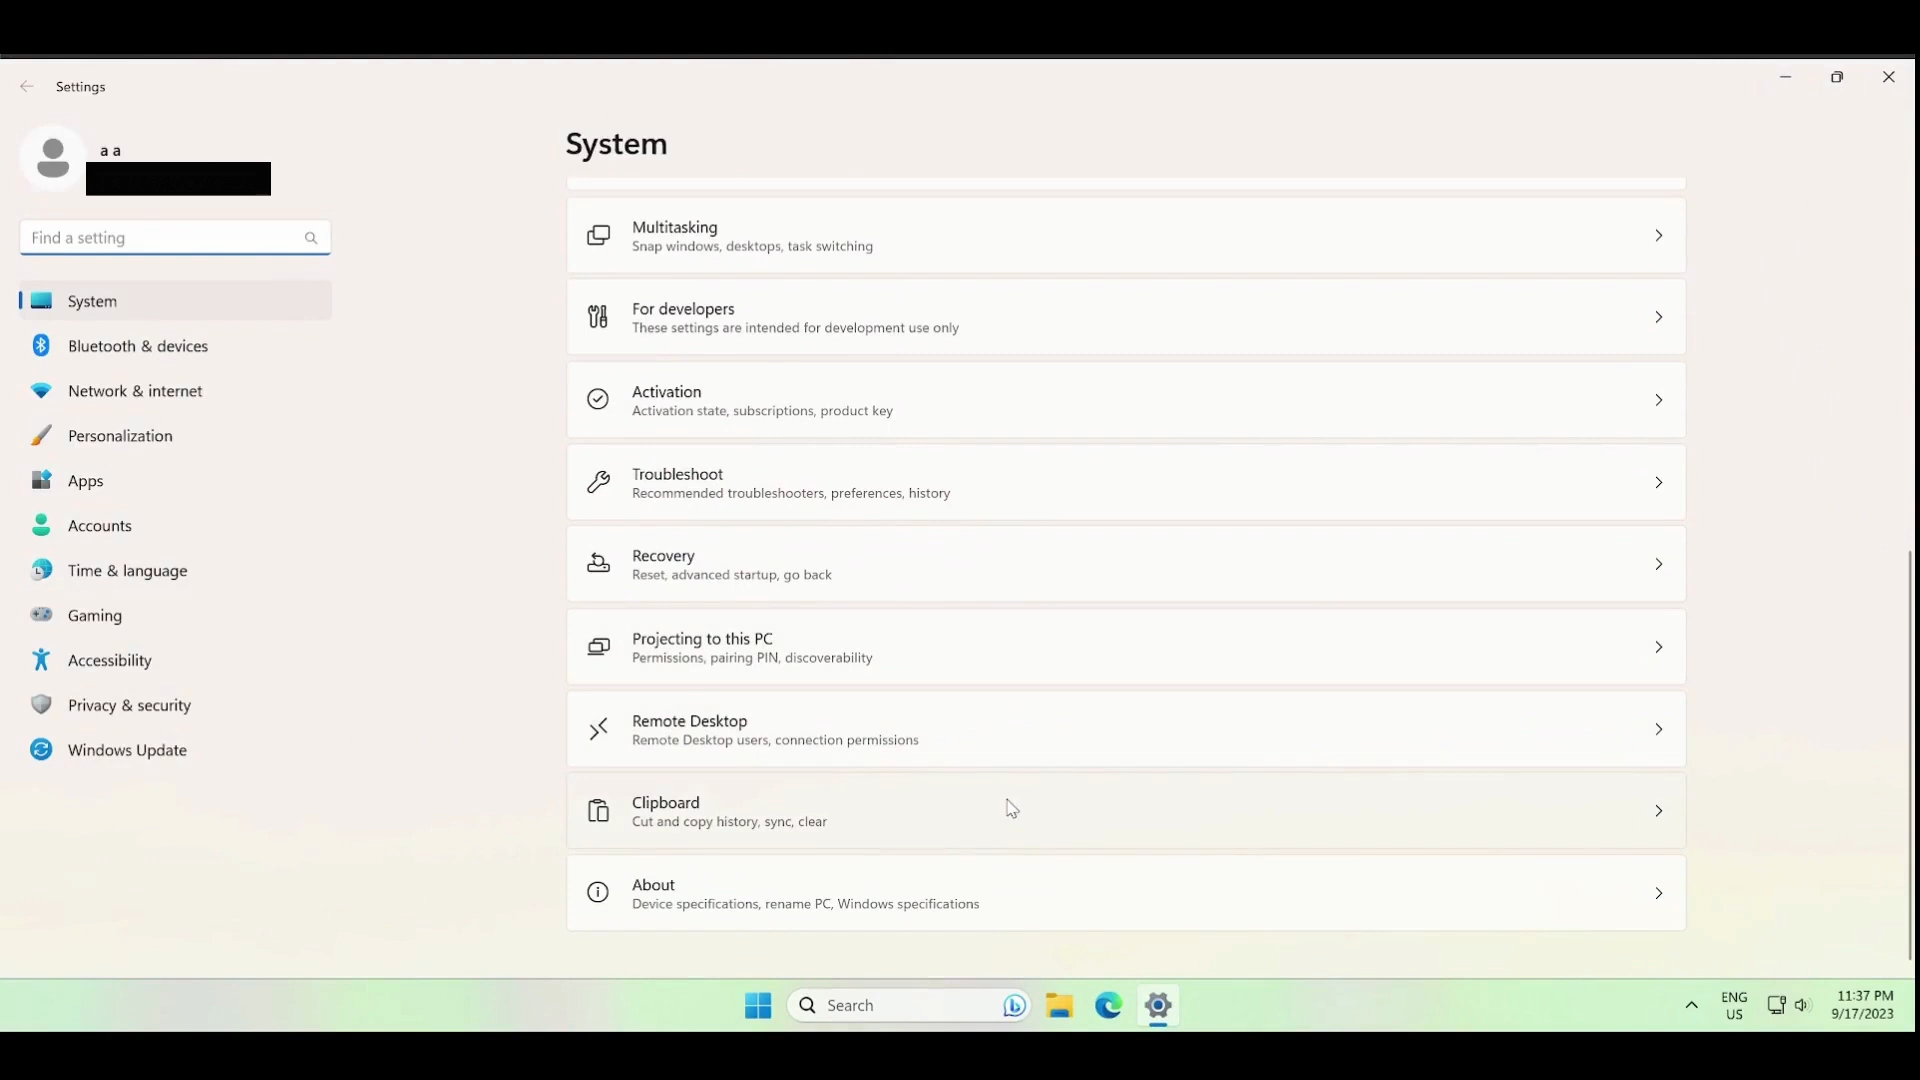 Settings
a a
Find a setting
System
Bluetooth & devices
Network & internet
Personalization
Apps
Accounts
Time & language
Gaming
Accessibility
Privacy & security
Windows Update
System
Multitasking
Snap windows, desktops, task switching
For developers
These settings are intended for development use only
Activation
Activation state, subscriptions, product key
Troubleshoot
Recommended troubleshooters, preferences, history
Recovery
Reset, advanced startup, go back
Projecting to this PC
Permissions, pairing PIN, discoverability
Remote Desktop
Remote Desktop users, connection permissions
Clipboard
Cut and copy history, sync, clear
About
Device specifications, rename PC, Windows specifications
Search
ENG
US
11:37 PM
9/17/2023